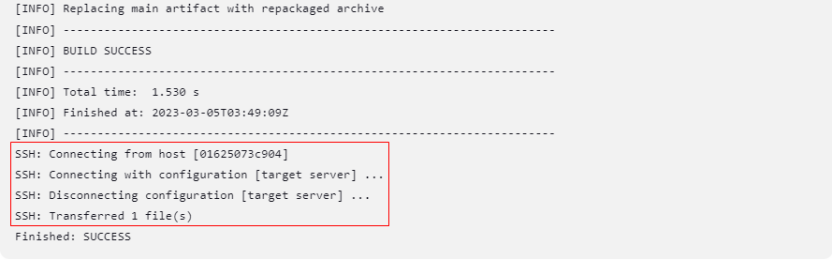 [INFO] Replacing main artifact with repackaged archive
[INFO] ------------------------------------------------------------------------
[INFO] BUILD SUCCESS
[INFO] ------------------------------------------------------------------------
[INFO] Total time:  1.530 s
[INFO] Finished at: 2023-03-05T03:49:09Z
[INFO] ------------------------------------------------------------------------
SSH: Connecting from host [01625073c904]
SSH: Connecting with configuration [target server] ...
SSH: Disconnecting configuration [target server] ...
SSH: Transferred 1 file(s)
Finished: SUCCESS